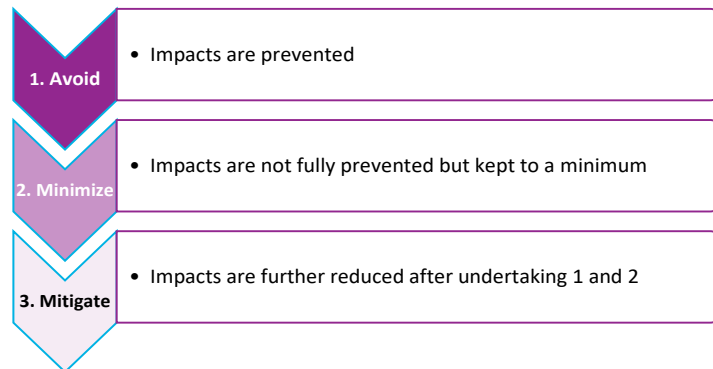 1. Avoid
• Impacts are prevented
2. Minimize
• Impacts are not fully prevented but kept to a minimum
3. Mitigate
• Impacts are further reduced after undertaking 1 and 2